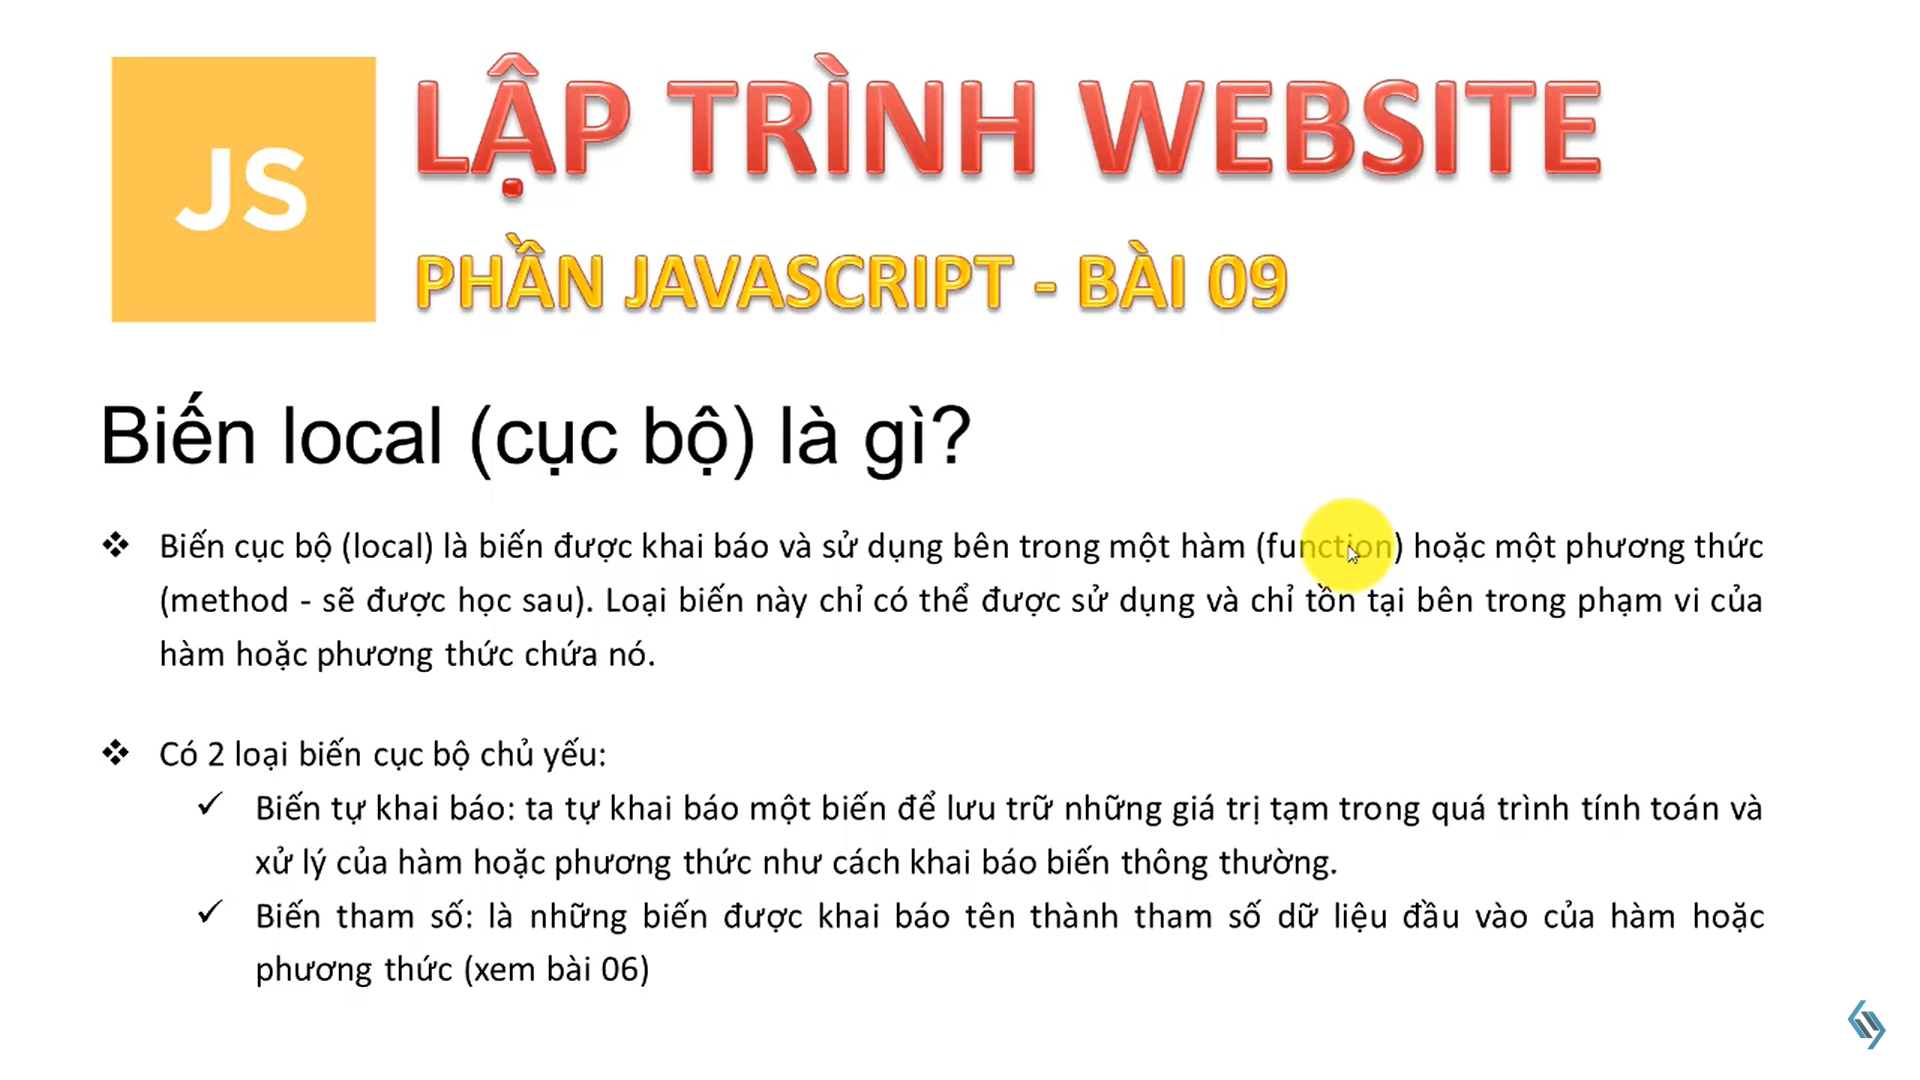 JS
LẬP TRÌNH WEBSITE
PHẦN JAVASCRIPT - BÀI 09
Biến local (cục bộ) là gì?
❖ Biến cục bộ (local) là biến được khai báo và sử dụng bên trong một hàm (function) hoặc một phương thức
(method - sẽ được học sau). Loại biến này chỉ có thể được sử dụng và chỉ tồn tại bên trong phạm vi của
hàm hoặc phương thức chứa nó.
❖ Có 2 loại biến cục bộ chủ yếu:
✓ Biến tự khai báo: ta tự khai báo một biến để lưu trữ những giá trị tạm trong quá trình tính toán và
xử lý của hàm hoặc phương thức như cách khai báo biến thông thường.
✓ Biến tham số: là những biến được khai báo tên thành tham số dữ liệu đầu vào của hàm hoặc
phương thức (xem bài 06)